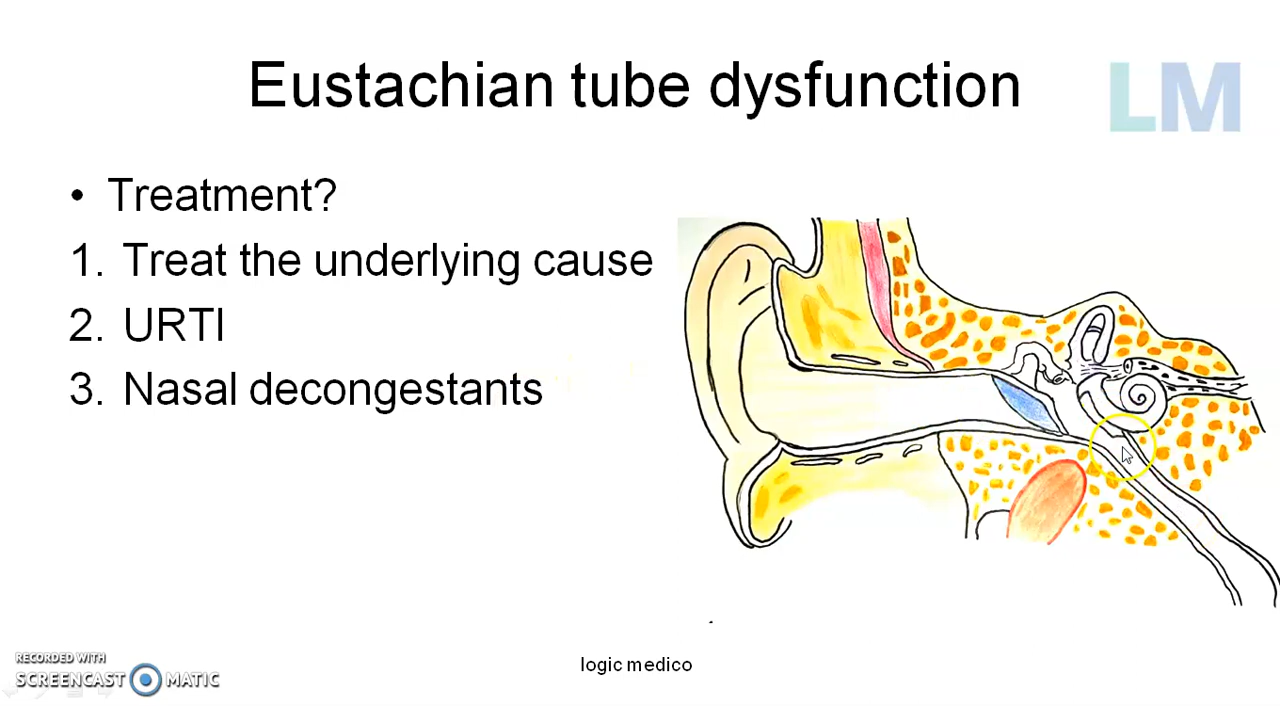 Eustachian tube dysfunction
LM
• Treatment?
1. Treat the underlying cause
2. URTI
3. Nasal decongestants
logic medico
RECORDED WITH
SCREENCAST MATIC